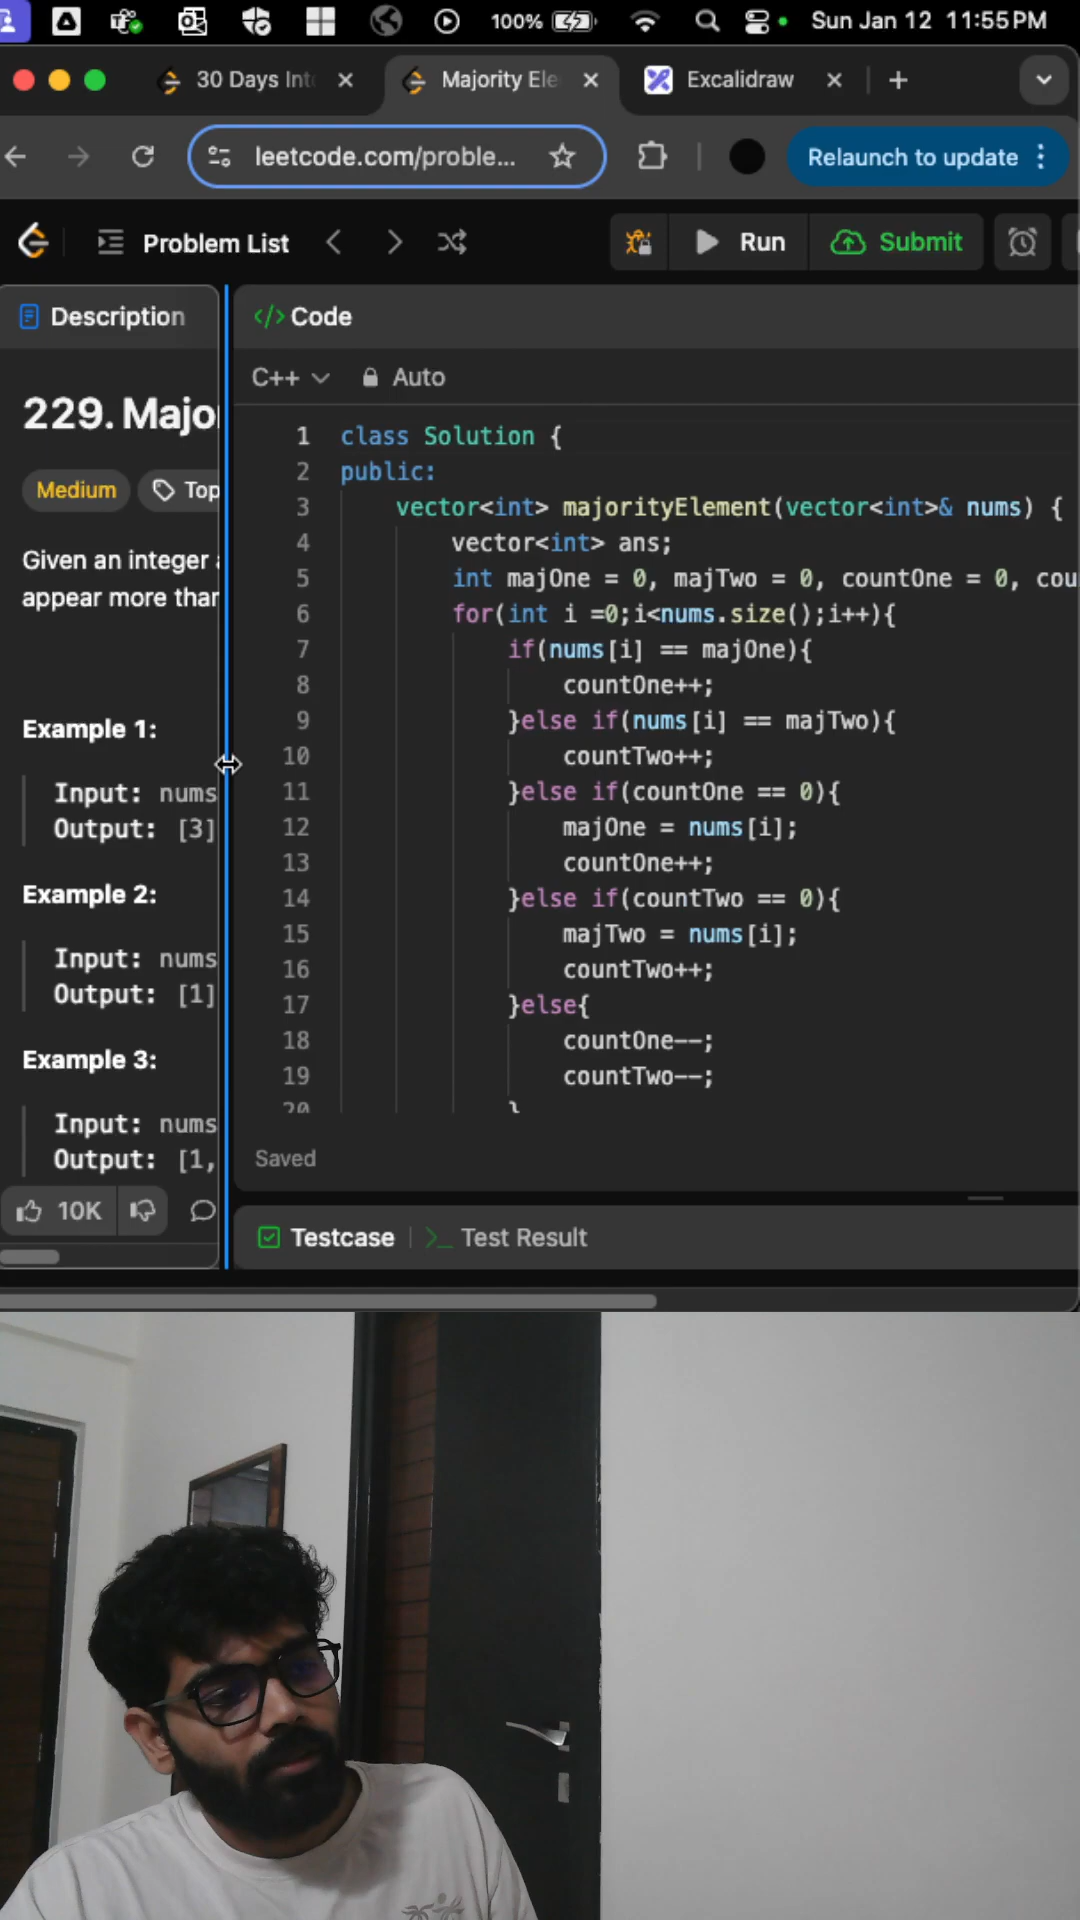 100% Sun Jan 12 11:55 PM
30 Days Int Majority Ele Excalidraw
leetcode.com/proble... Relaunch to update
Problem List Run Submit
Description
</> Code
C++ Auto
229. Major
Medium Top
Given an integer a
appear more than
Example 1:
Input: nums
Output: [3]
Example 2:
Input: nums
Output: [1]
Example 3:
Input: nums
Output: [1,
10K
1 class Solution {
2 public:
3 vector<int> majorityElement(vector<int>& nums) {
4 vector<int> ans;
5 int majOne = 0, majTwo = 0, countOne = 0, cou
6 for(int i =0;i<nums.size();i++){
7 if(nums[i] == majOne){
8 countOne++;
9 }else if(nums[i] == majTwo){
10 countTwo++;
11 }else if(countOne == 0){
12 majOne = nums[i];
13 countOne++;
14 }else if(countTwo == 0){
15 majTwo = nums[i];
16 countTwo++;
17 }else{
18 countOne--;
19 countTwo--;
20 }
Saved
Testcase >_ Test Result